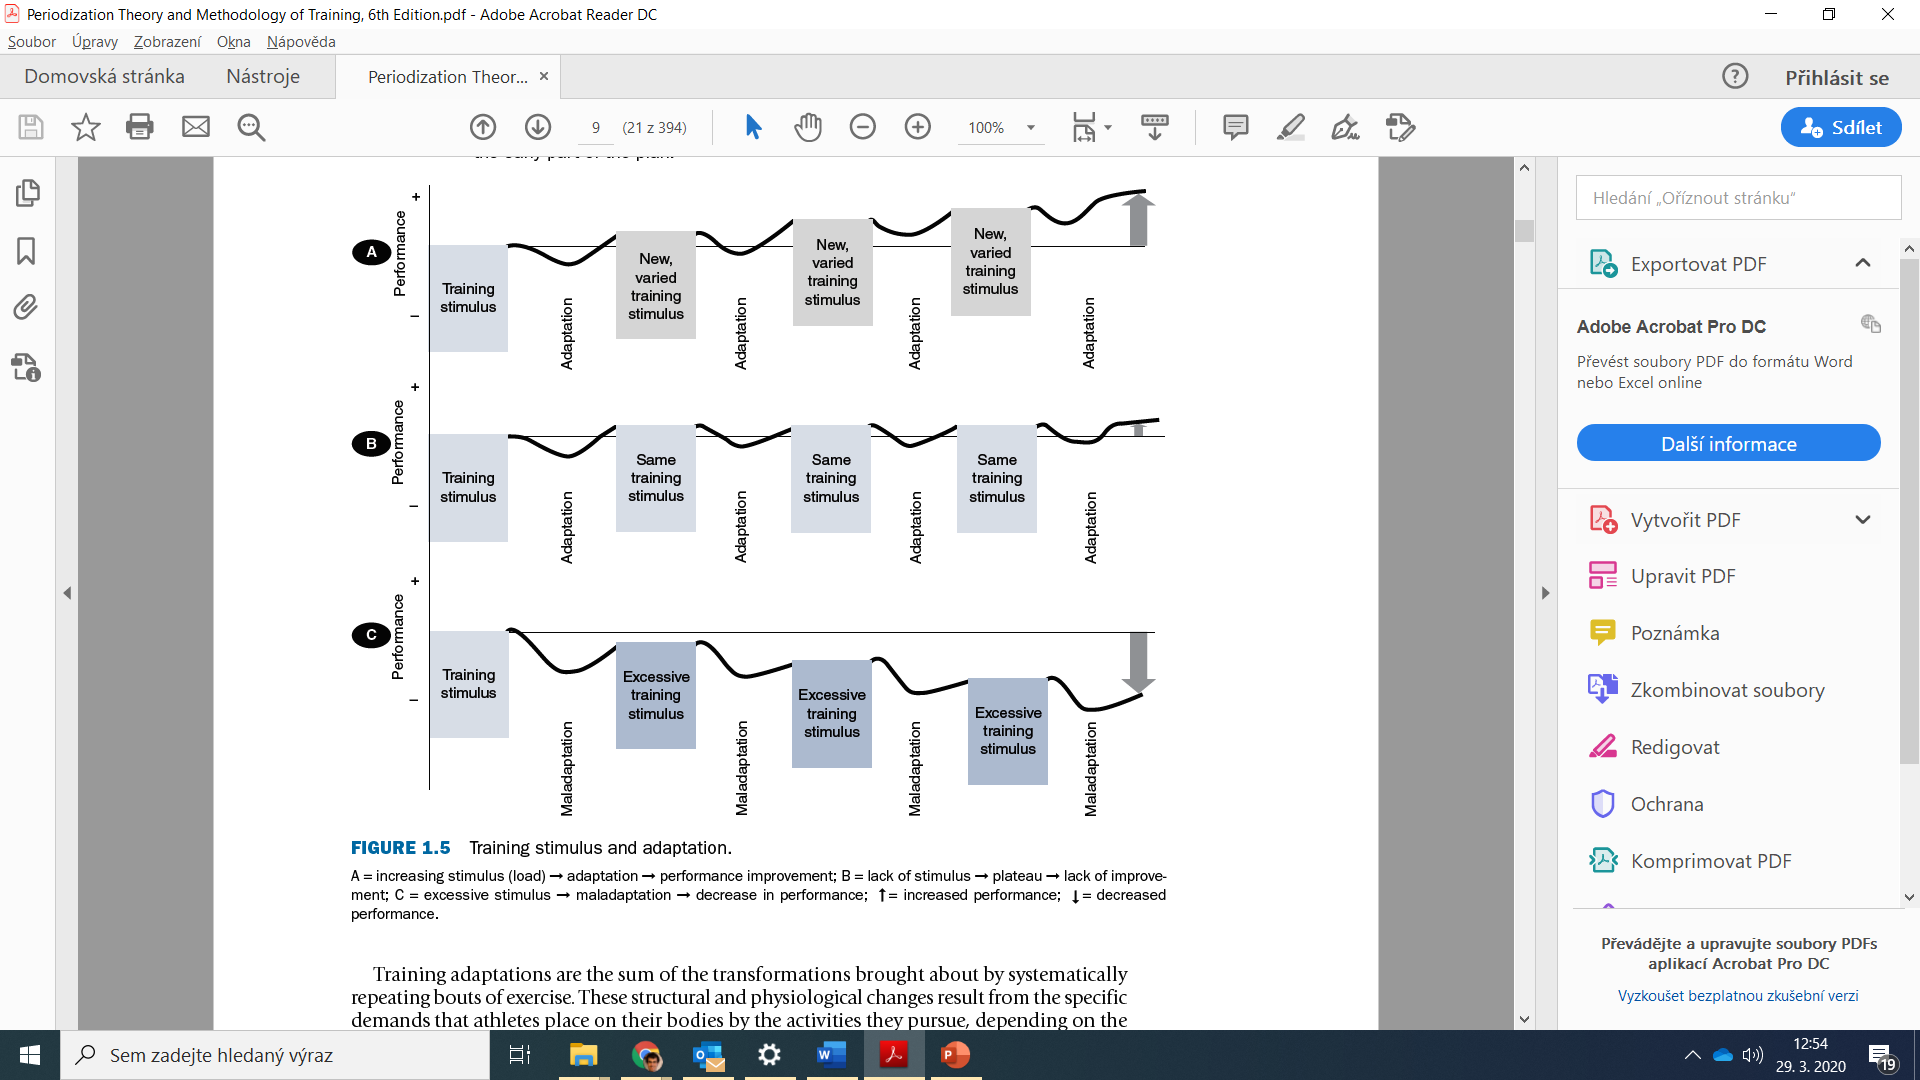 Periodization Theory and Methodology of Training, 6th Edition.pdf - Adobe Acrobat Reader DC
Soubor Úpravy Zobrazení Okna Nápověda
Domovská stránka Nástroje Periodization Theor... × Přihlásit se
9 (21 z 394) 100% Sdílet
the early part of the plan.
+
A
Performance
−
Training
stimulus
Adaptation
New,
varied
training
stimulus
Adaptation
New,
varied
training
stimulus
Adaptation
New,
varied
training
stimulus
Adaptation
+
B
Performance
−
Training
stimulus
Adaptation
Same
training
stimulus
Adaptation
Same
training
stimulus
Adaptation
Same
training
stimulus
Adaptation
+
C
Performance
−
Training
stimulus
Maladaptation
Excessive
training
stimulus
Maladaptation
Excessive
training
stimulus
Maladaptation
Excessive
training
stimulus
Maladaptation
FIGURE 1.5 Training stimulus and adaptation.
A = increasing stimulus (load) → adaptation → performance improvement; B = lack of stimulus → plateau → lack of improve-
ment; C = excessive stimulus → maladaptation → decrease in performance; ↑ = increased performance; ↓ = decreased
performance.
Training adaptations are the sum of the transformations brought about by systematically
repeating bouts of exercise. These structural and physiological changes result from the specific
demands that athletes place on their bodies by the activities they pursue, depending on the
Hledání „Oříznout stránku“
Exportovat PDF
Adobe Acrobat Pro DC
Převést soubory PDF do formátu Word
nebo Excel online
Další informace
Vytvořit PDF
Upravit PDF
Poznámka
Zkombinovat soubory
Redigovat
Ochrana
Komprimovat PDF
Převádějte a upravujte soubory PDFs
aplikací Acrobat Pro DC
Vyzkoušet bezplatnou zkušební verzi
Sem zadejte hledaný výraz
12:54
29. 3. 2020
19